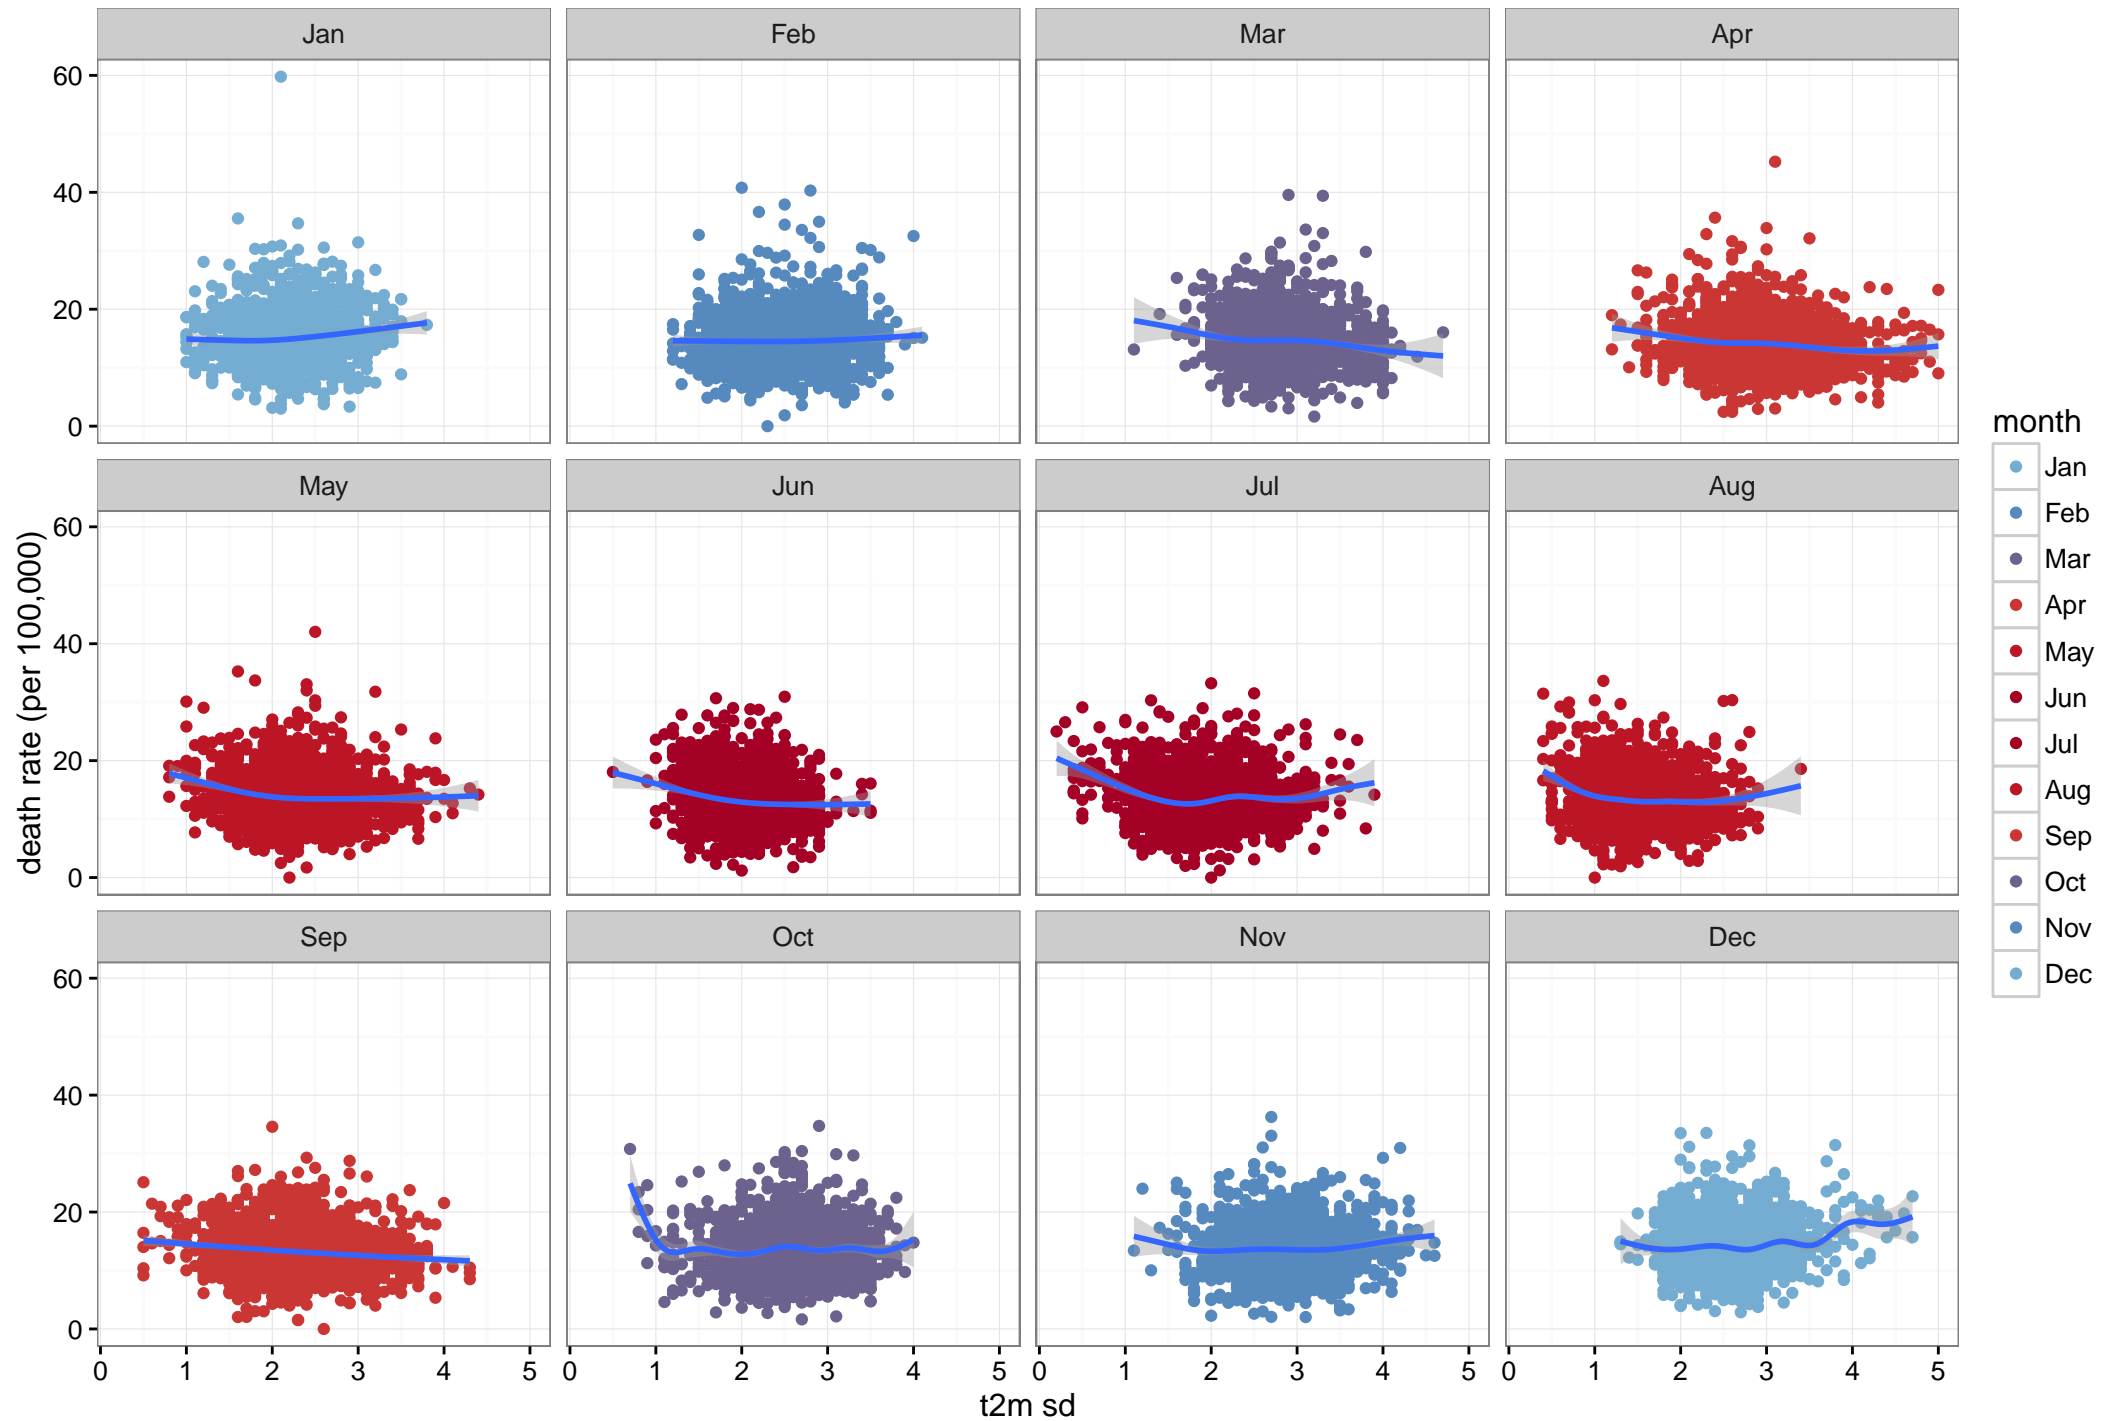 Jan Feb Mar Apr
60
40
20
0
May Jun Jul Aug
60
40
20
0
Sep Oct Nov Dec
60
40
20
0
0 1 2 3 4 5 0 1 2 3 4 5 0 1 2 3 4 5 0 1 2 3 4 5
t2m sd
death rate (per 100,000)
month
Jan
Feb
Mar
Apr
May
Jun
Jul
Aug
Sep
Oct
Nov
Dec